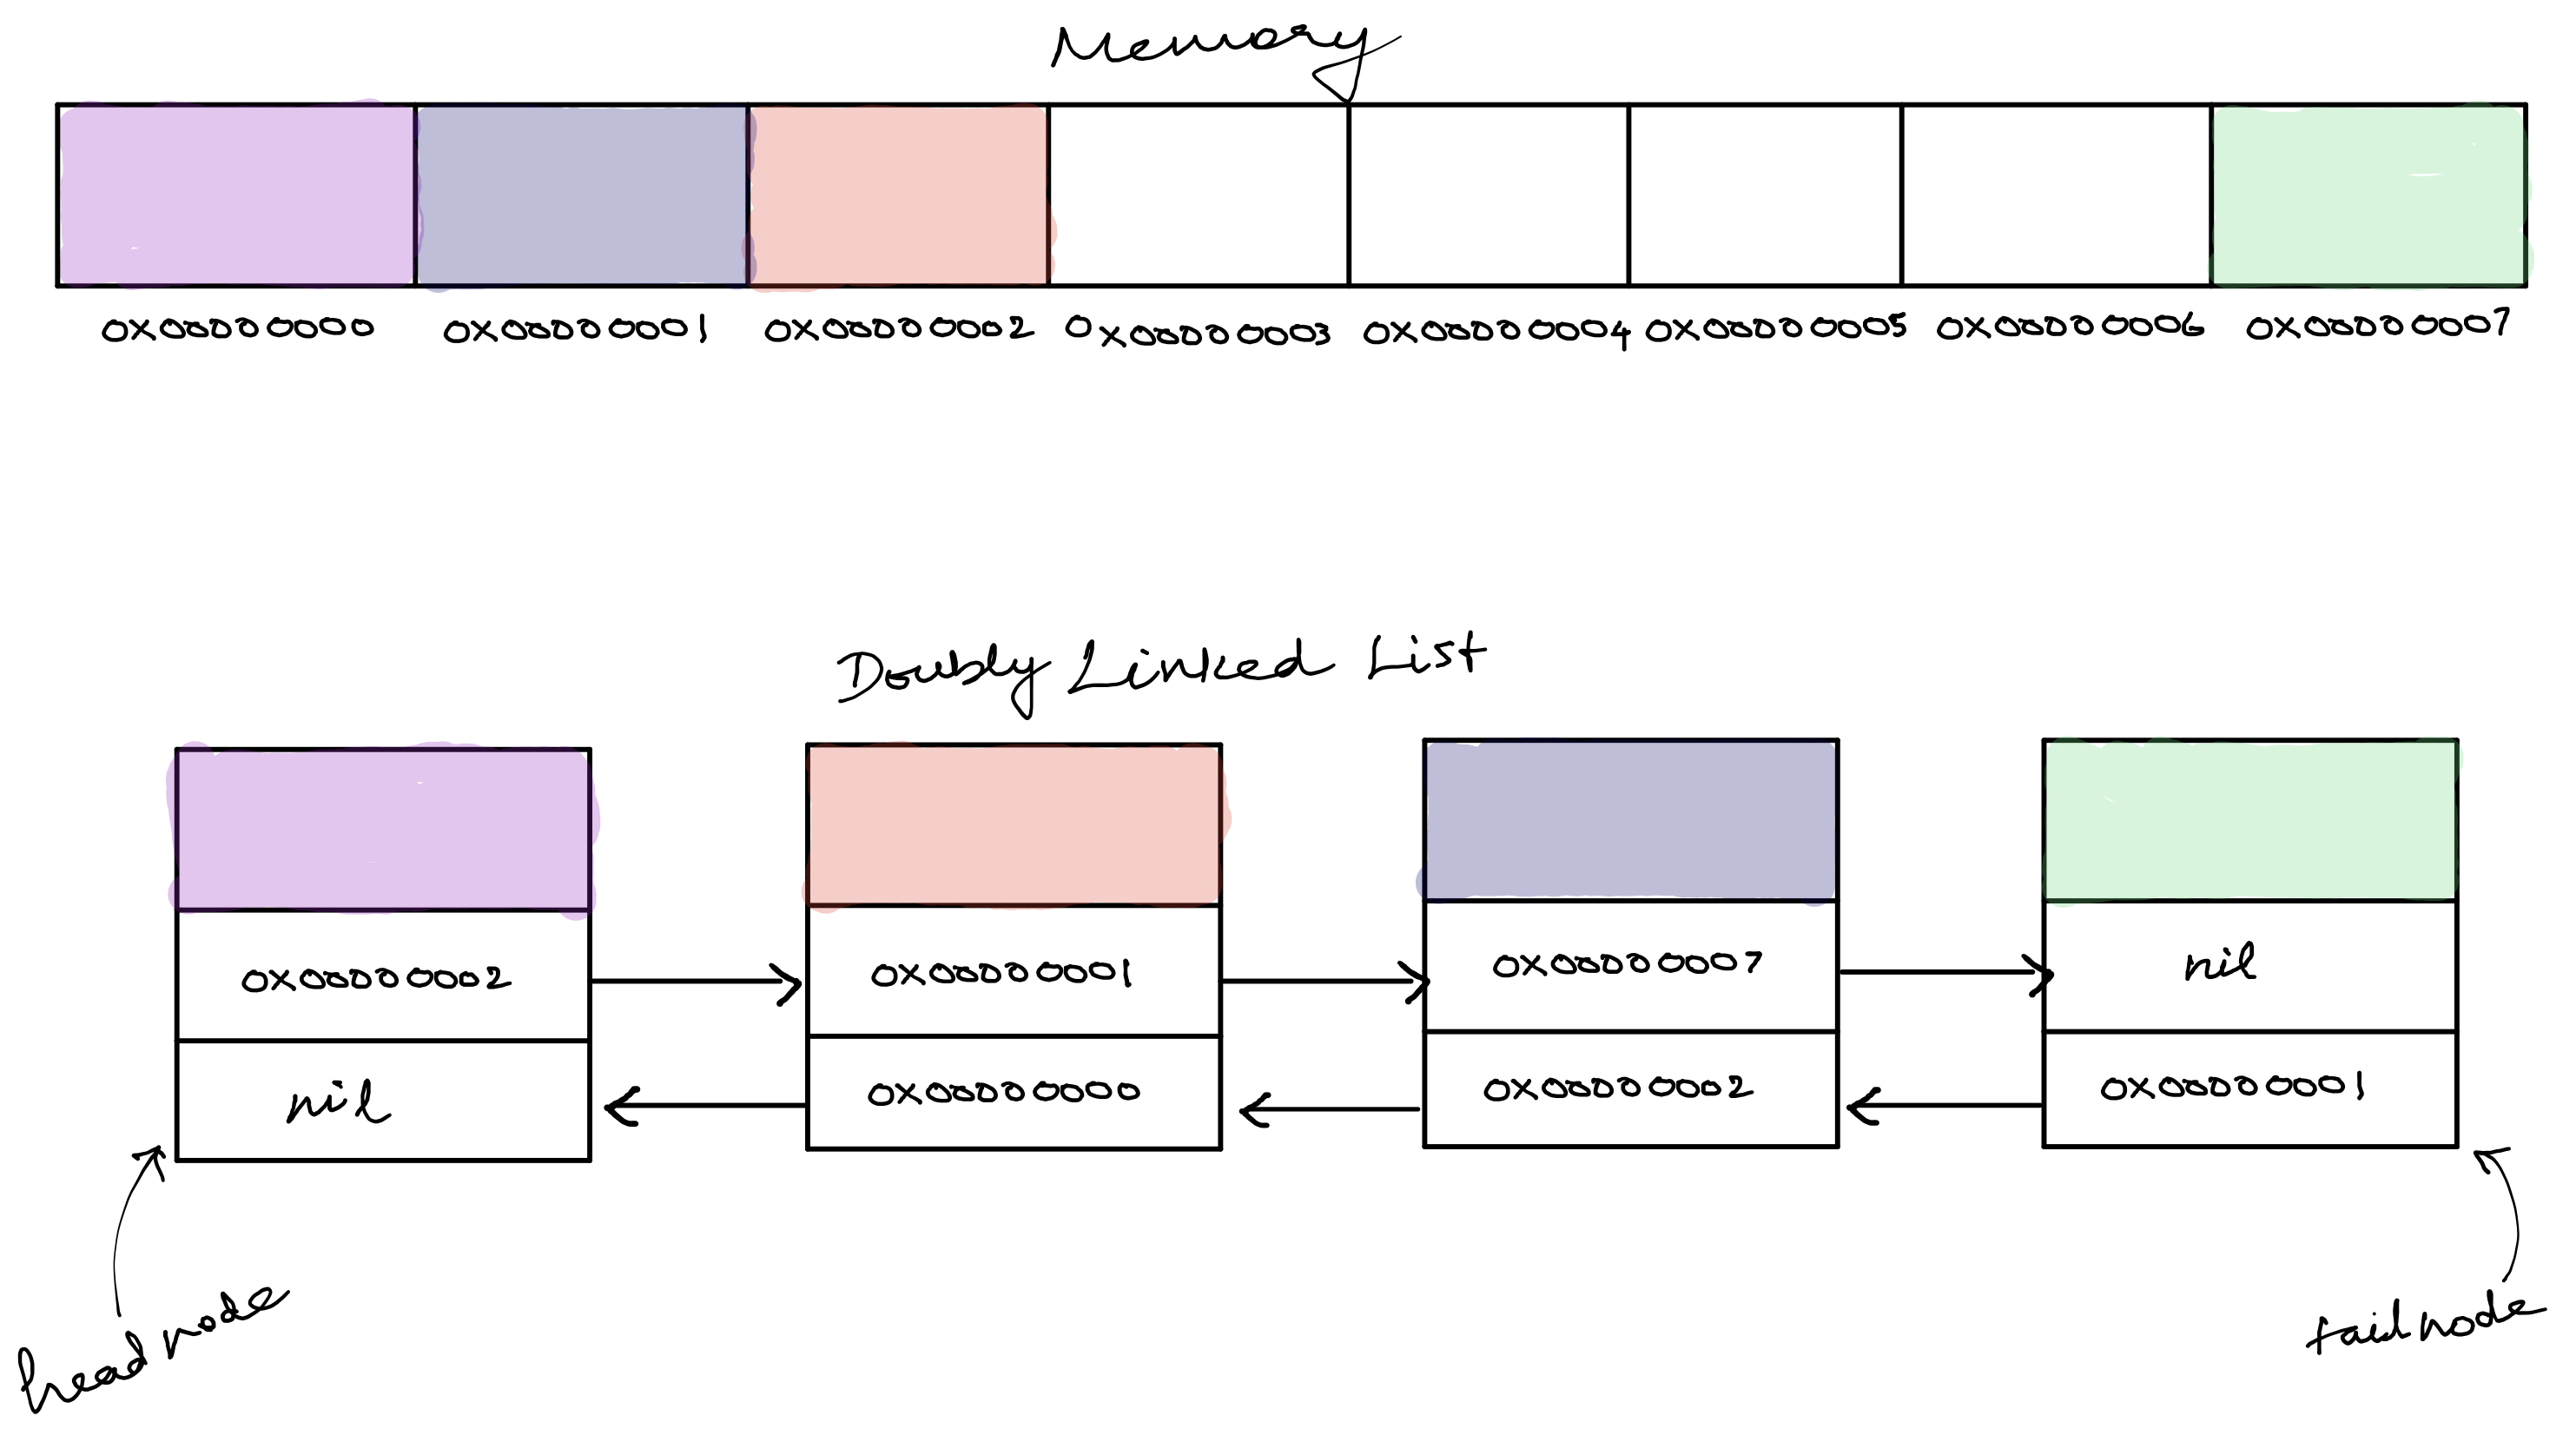 Memory
0x00000000 0x00000001 0x00000002 0x00000003 0x00000004 0x00000005 0x00000006 0x00000007
Doubly Linked List
0x00000002 0x00000001 0x00000007 nil
nil 0x00000000 0x00000002 0x00000001
head node tail node